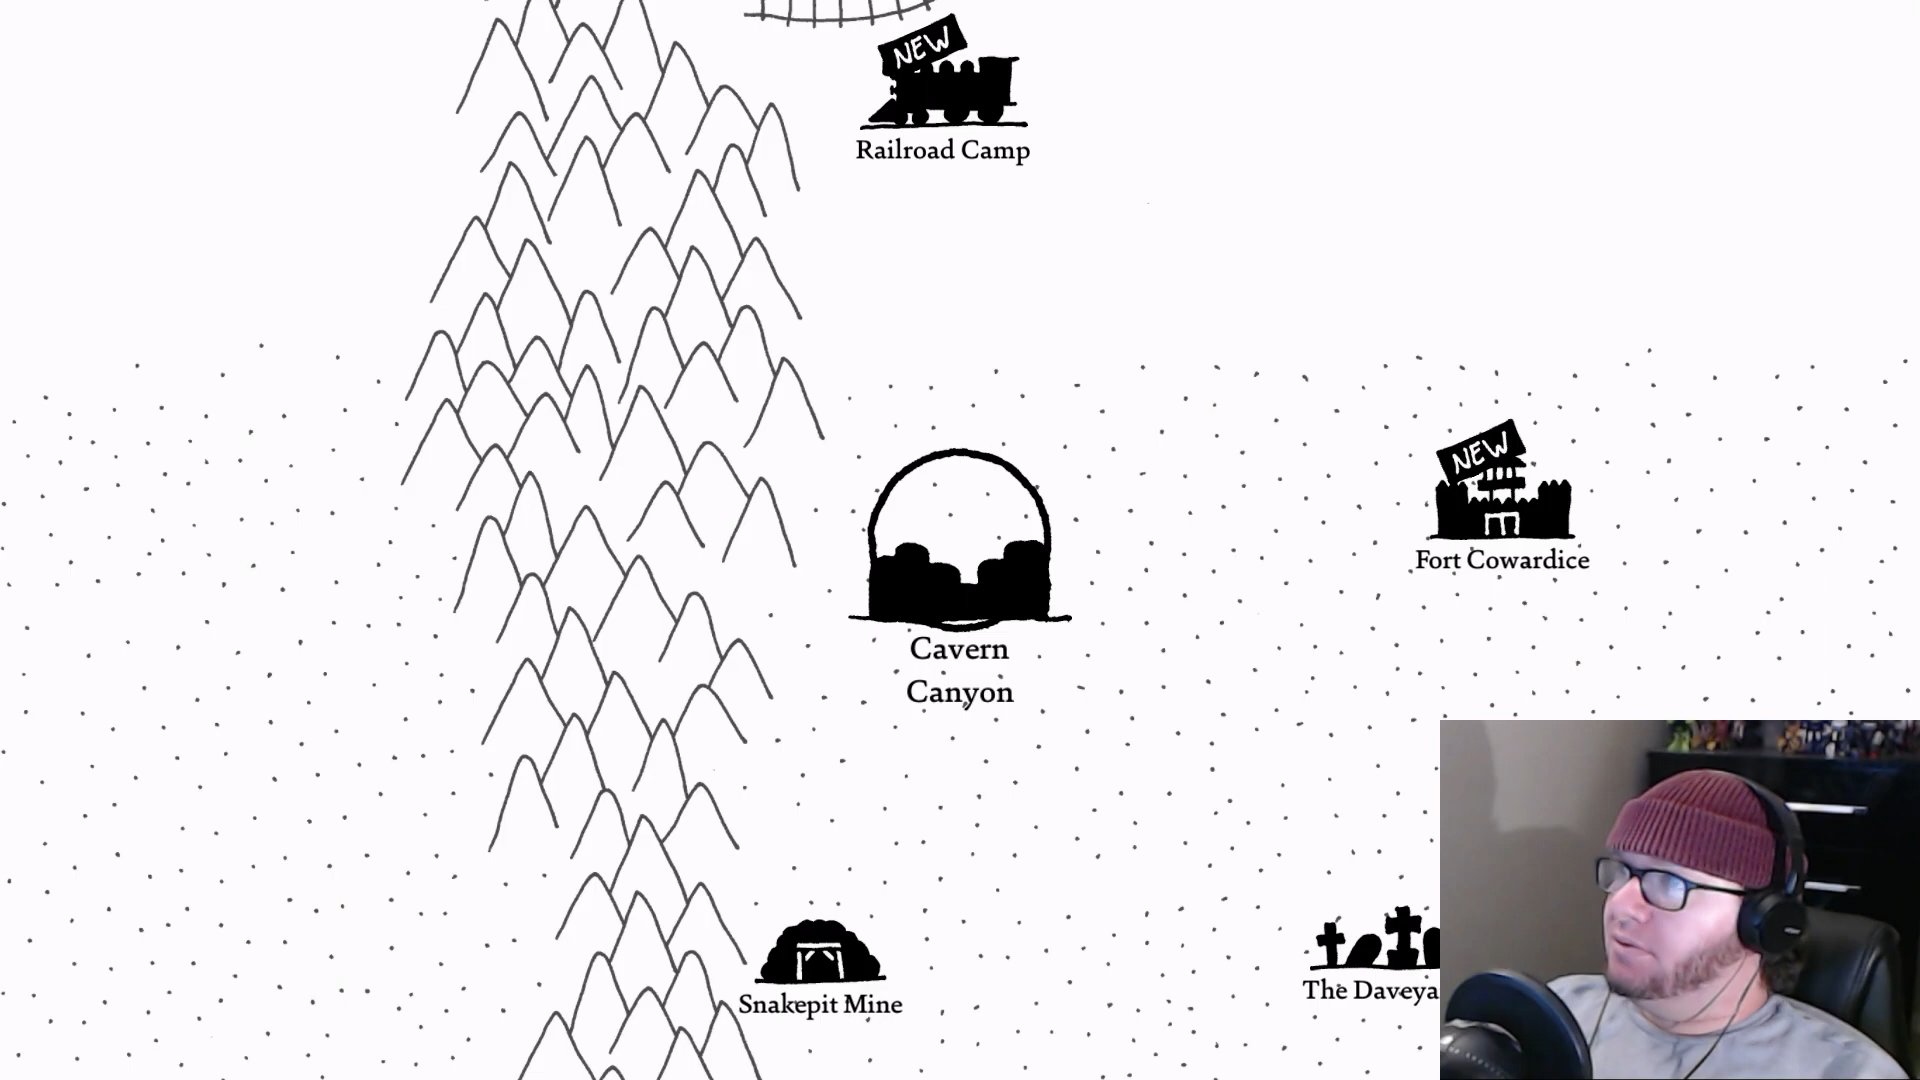 NEW
Railroad Camp
NEW
Fort Cowardice
Cavern
Canyon
Snakepit Mine
The Daveya